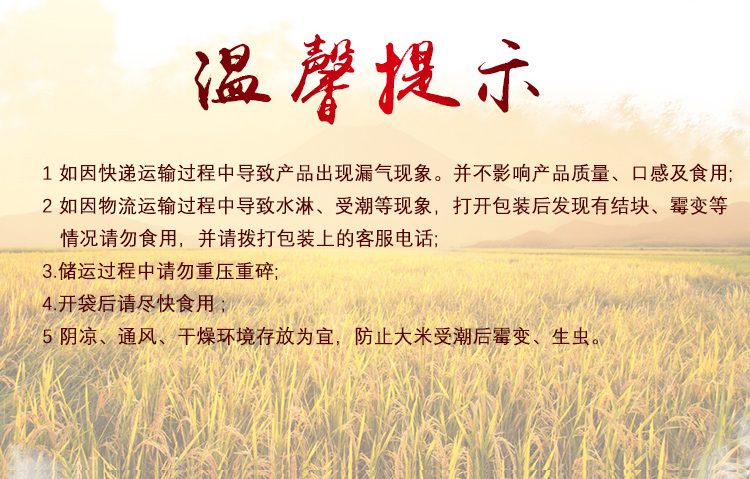 温馨提示
1 如因快递运输过程中导致产品出现漏气现象。并不影响产品质量、口感及食用;
2 如因物流运输过程中导致水淋、受潮等现象，打开包装后发现有结块、霉变等
情况请勿食用，并请拨打包装上的客服电话;
3.储运过程中请勿重压重碎;
4.开袋后请尽快食用 ;
5 阴凉、通风、干燥环境存放为宜，防止大米受潮后霉变、生虫。